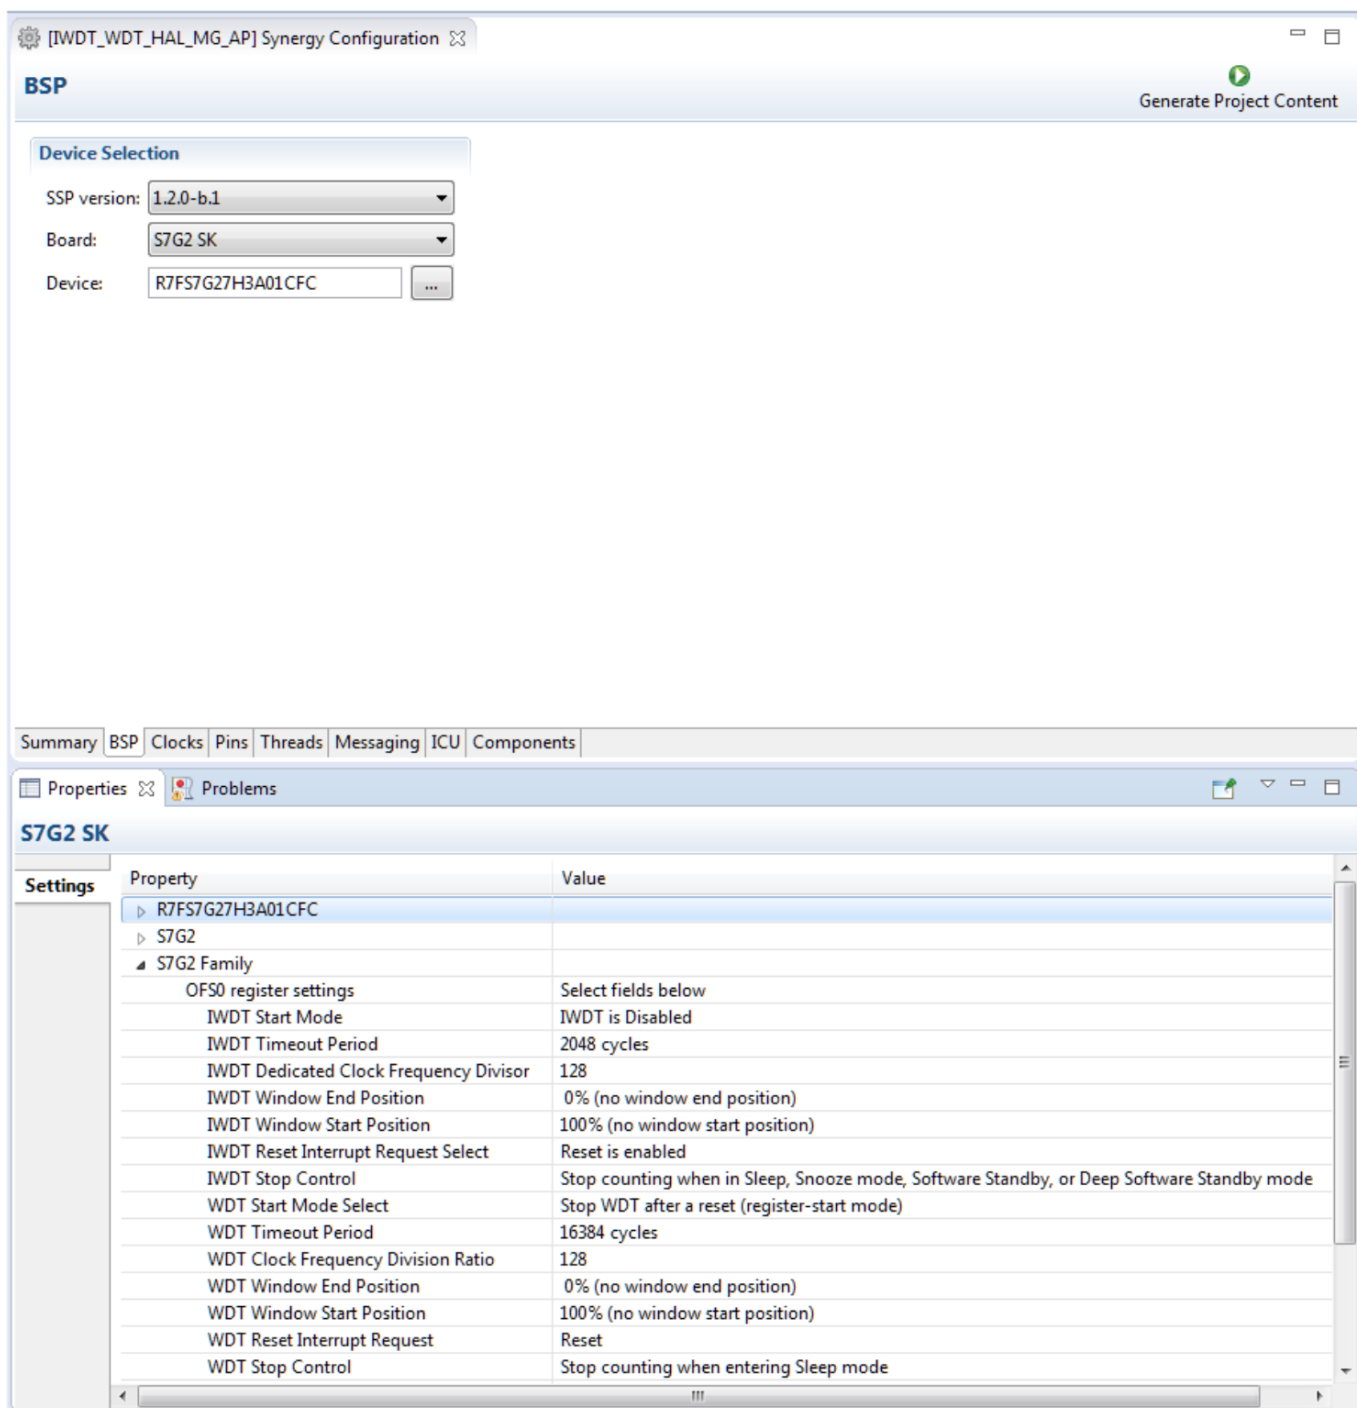 [IWDT_WDT_HAL_MG_AP] Synergy Configuration
BSP
Generate Project Content
Device Selection
SSP version: 1.2.0-b.1
Board: S7G2 SK
Device: R7FS7G27H3A01CFC ...
Summary BSP Clocks Pins Threads Messaging ICU Components
Properties Problems
S7G2 SK
Settings
Property Value
R7FS7G27H3A01CFC
S7G2
S7G2 Family
OFS0 register settings Select fields below
IWDT Start Mode IWDT is Disabled
IWDT Timeout Period 2048 cycles
IWDT Dedicated Clock Frequency Divisor 128
IWDT Window End Position 0% (no window end position)
IWDT Window Start Position 100% (no window start position)
IWDT Reset Interrupt Request Select Reset is enabled
IWDT Stop Control Stop counting when in Sleep, Snooze mode, Software Standby, or Deep Software Standby mode
WDT Start Mode Select Stop WDT after a reset (register-start mode)
WDT Timeout Period 16384 cycles
WDT Clock Frequency Division Ratio 128
WDT Window End Position 0% (no window end position)
WDT Window Start Position 100% (no window start position)
WDT Reset Interrupt Request Reset
WDT Stop Control Stop counting when entering Sleep mode